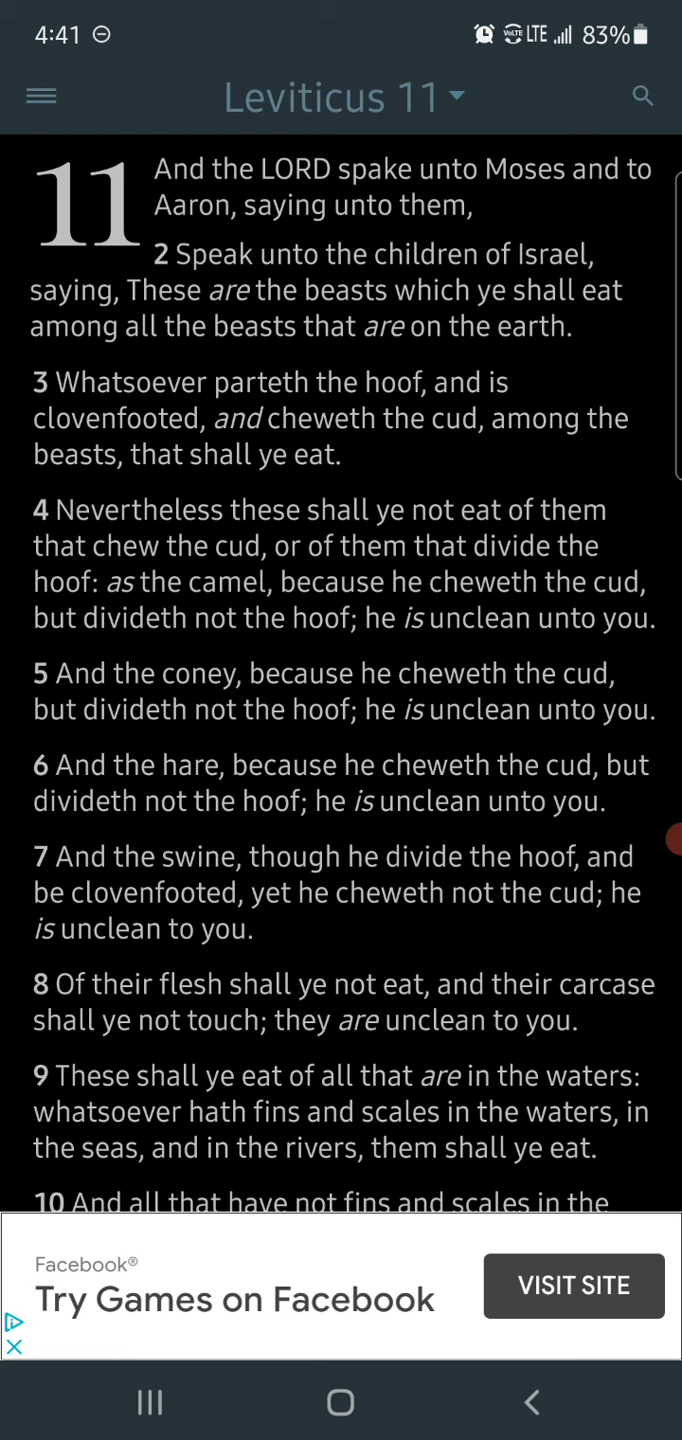 4:41
VoLTE LTE 83%
Leviticus 11
11 And the LORD spake unto Moses and to
Aaron, saying unto them,
2 Speak unto the children of Israel,
saying, These are the beasts which ye shall eat
among all the beasts that are on the earth.
3 Whatsoever parteth the hoof, and is
clovenfooted, and cheweth the cud, among the
beasts, that shall ye eat.
4 Nevertheless these shall ye not eat of them
that chew the cud, or of them that divide the
hoof: as the camel, because he cheweth the cud,
but divideth not the hoof; he is unclean unto you.
5 And the coney, because he cheweth the cud,
but divideth not the hoof; he is unclean unto you.
6 And the hare, because he cheweth the cud, but
divideth not the hoof; he is unclean unto you.
7 And the swine, though he divide the hoof, and
be clovenfooted, yet he cheweth not the cud; he
is unclean to you.
8 Of their flesh shall ye not eat, and their carcase
shall ye not touch; they are unclean to you.
9 These shall ye eat of all that are in the waters:
whatsoever hath fins and scales in the waters, in
the seas, and in the rivers, them shall ye eat.
10 And all that have not fins and scales in the
Facebook®
Try Games on Facebook
VISIT SITE